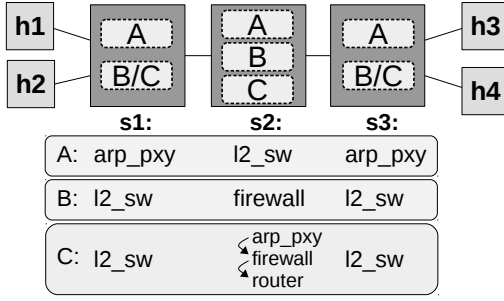 h1 A A A h3
h2 B/C B C B/C h4
s1: s2: s3:
A: arp_pxy l2_sw arp_pxy
B: l2_sw firewall l2_sw
C: l2_sw arp_pxy firewall router l2_sw